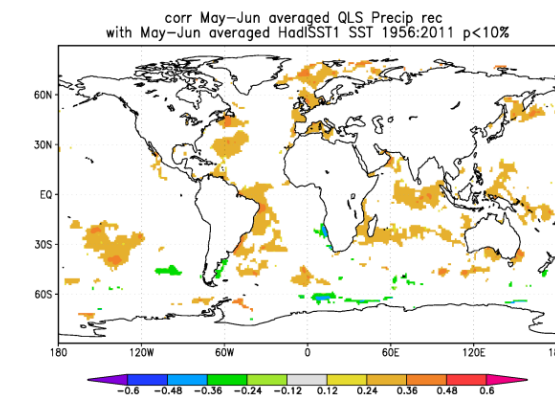 corr May-Jun averaged QLS Precip rec
with May-Jun averaged HadISST1 SST 1956:2011 p<10%
60N
30N
EQ
30S
60S
180 120W 60W 0 60E 120E 18
-0.6 -0.48 -0.36 -0.24 -0.12 0.12 0.24 0.36 0.48 0.6